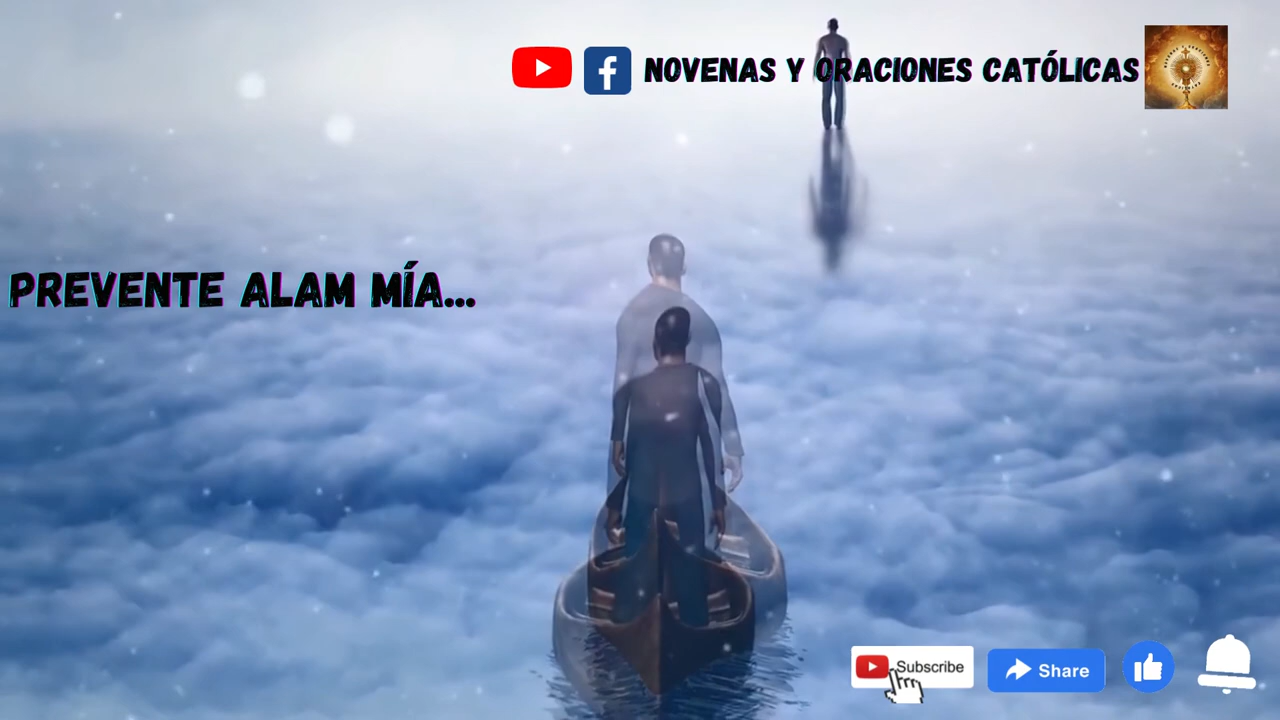 NOVENAS Y ORACIONES CATÓLICAS
PREVENTE ALAM MÍA...
Subscribe
Share